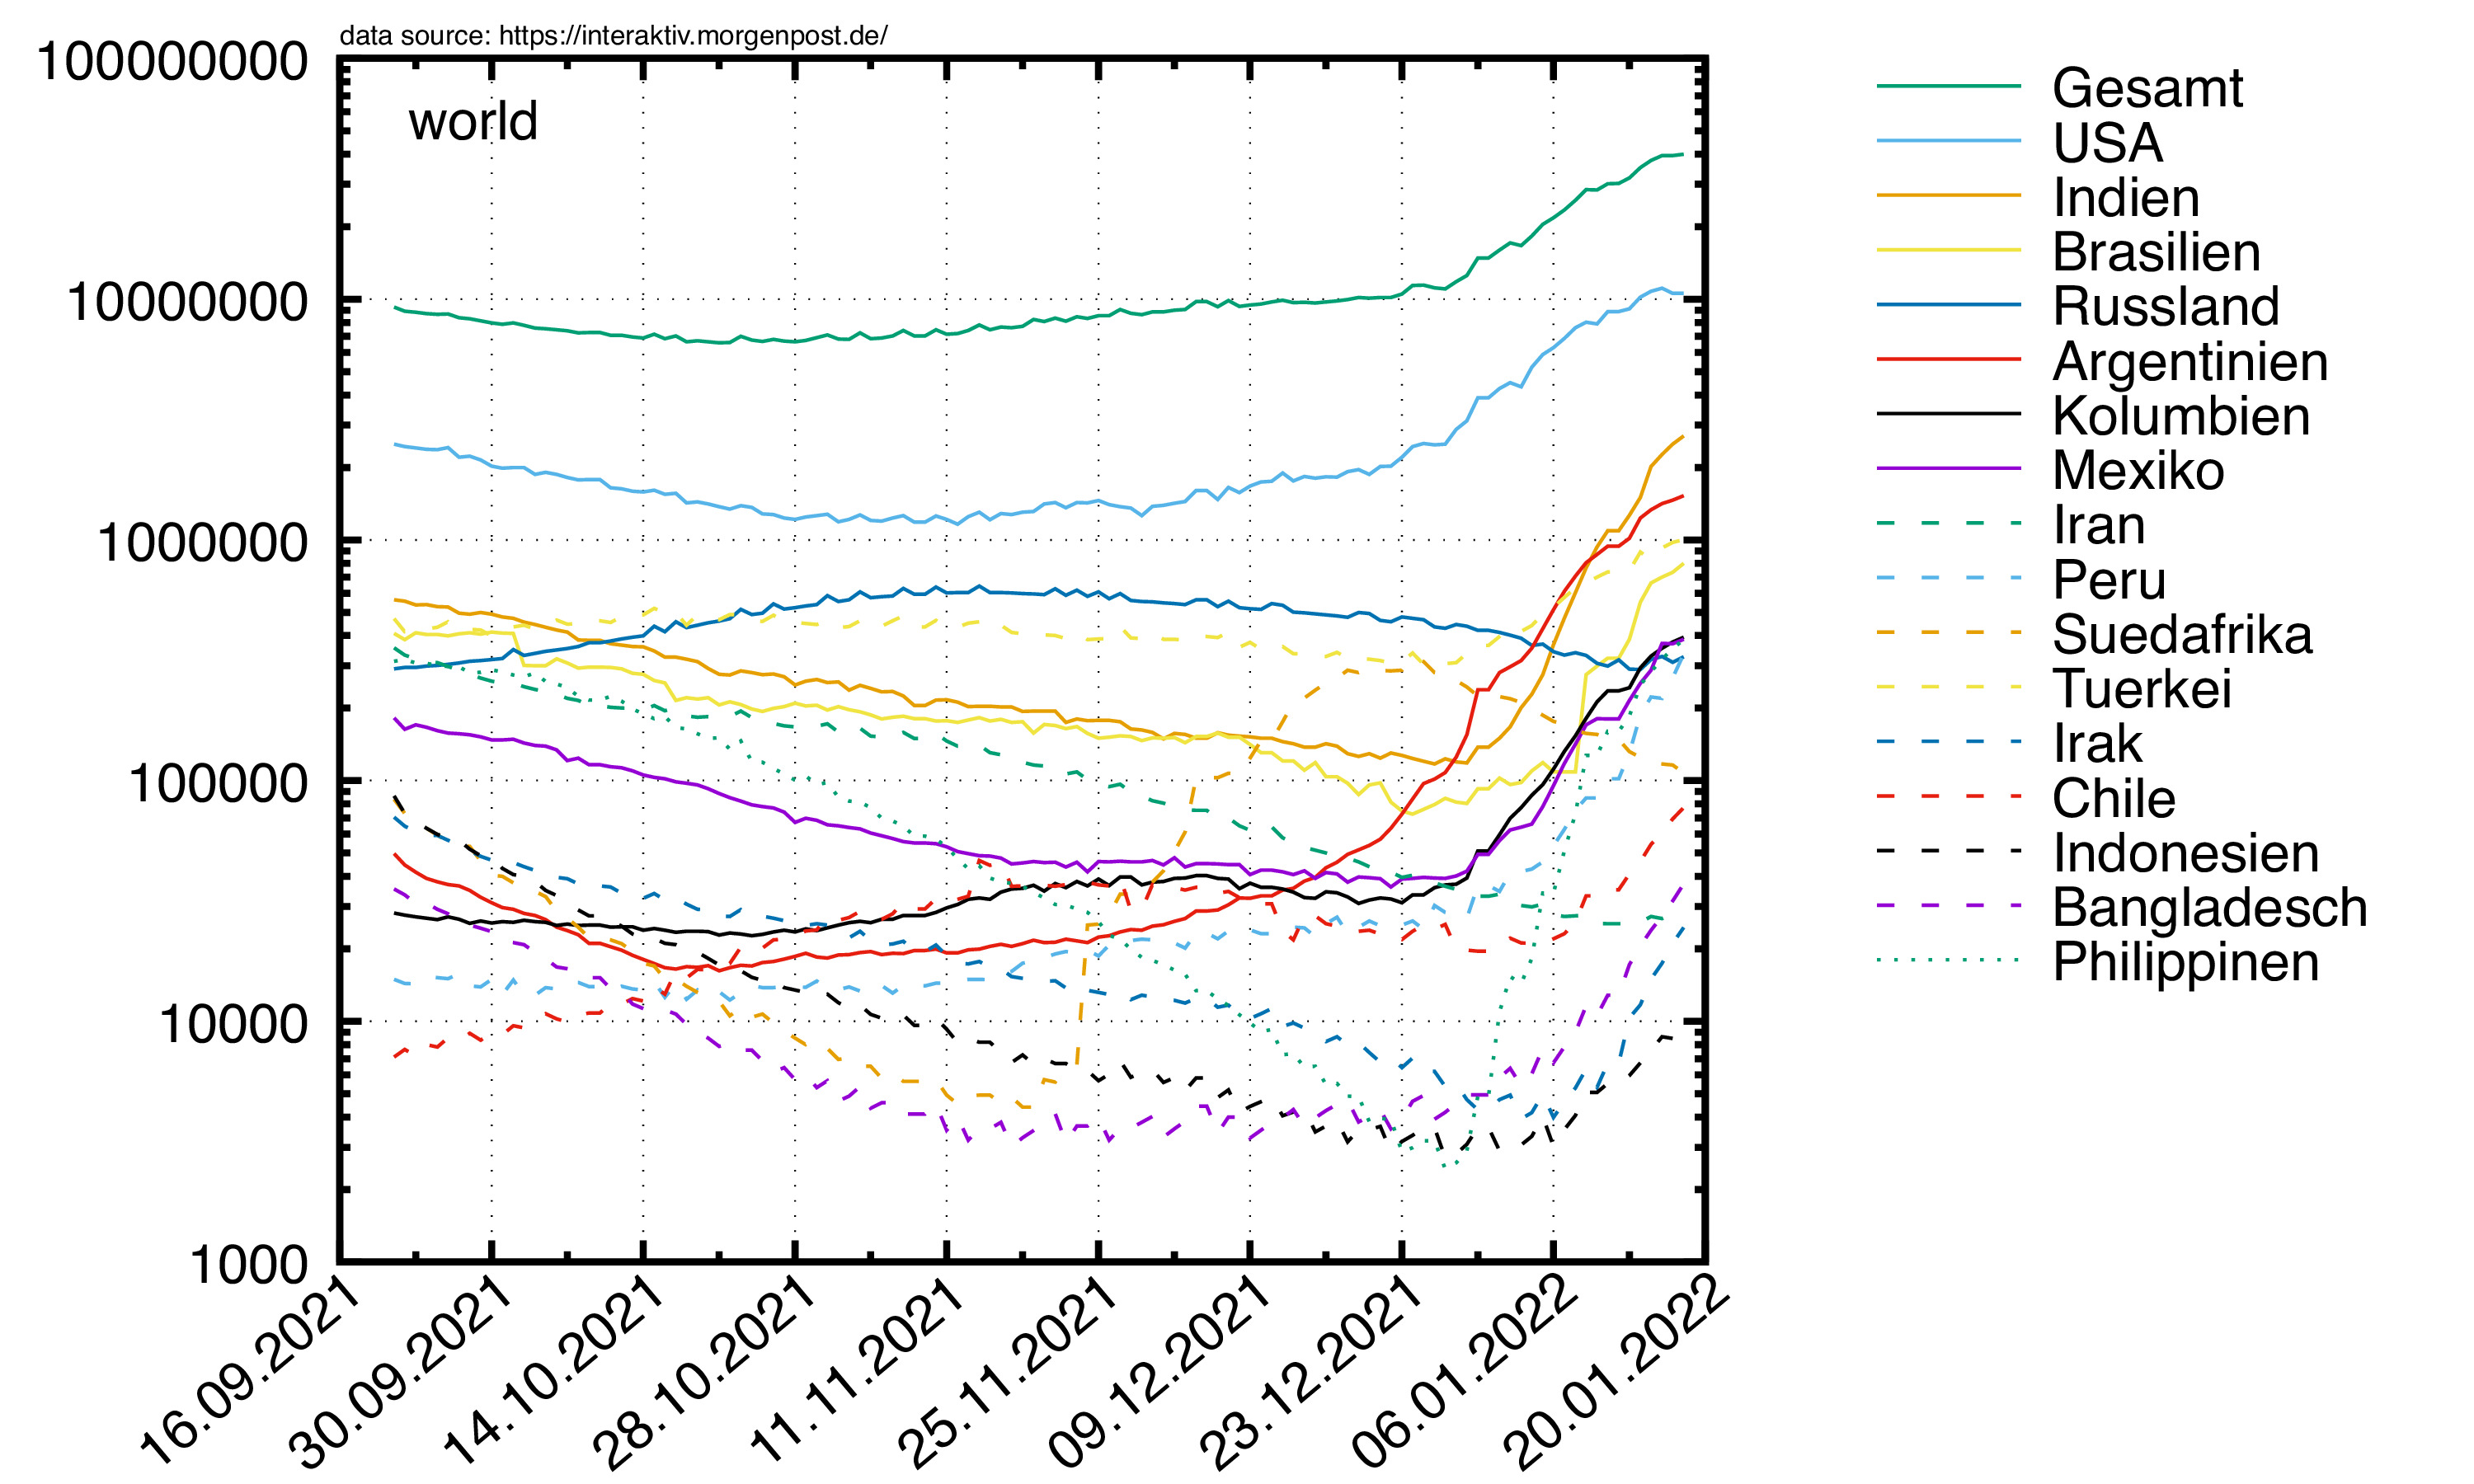 data source: https://interaktiv.morgenpost.de/
world
100000000
10000000
1000000
100000
10000
1000
16.09.2021
30.09.2021
14.10.2021
28.10.2021
11.11.2021
25.11.2021
09.12.2021
23.12.2021
06.01.2022
20.01.2022
Gesamt
USA
Indien
Brasilien
Russland
Argentinien
Kolumbien
Mexiko
Iran
Peru
Suedafrika
Tuerkei
Irak
Chile
Indonesien
Bangladesch
Philippinen